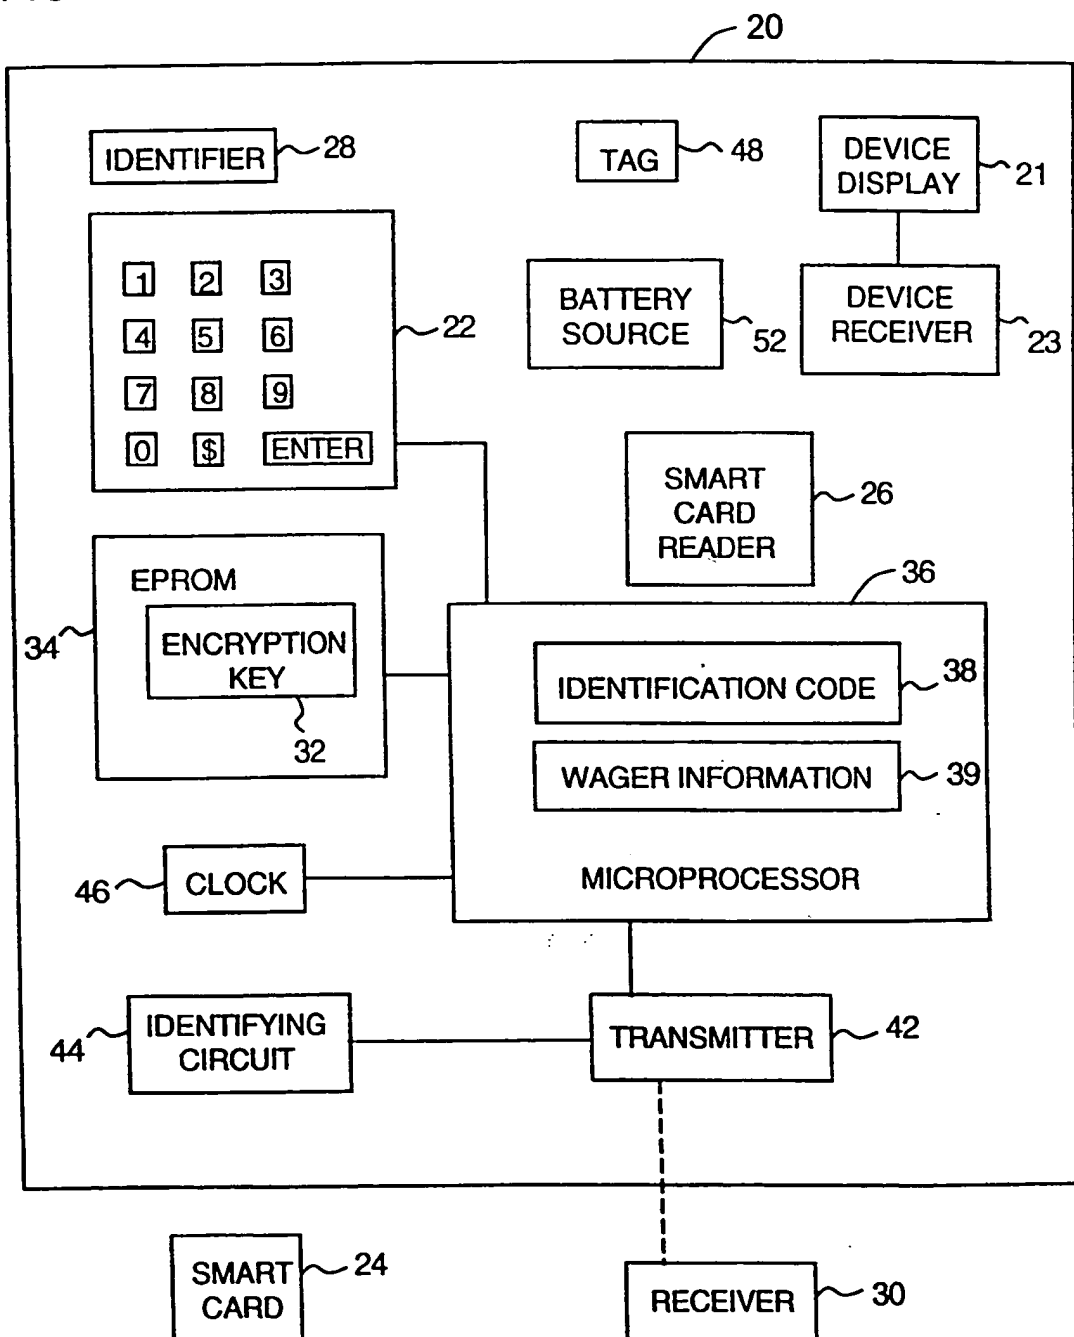 20
IDENTIFIER 28
TAG 48
DEVICE
DISPLAY 21
1 2 3
4 5 6
7 8 9
0 $ ENTER
22
BATTERY
SOURCE 52
DEVICE
RECEIVER 23
SMART
CARD
READER
26
EPROM
ENCRYPTION
KEY
34
32
36
IDENTIFICATION CODE 38
WAGER INFORMATION 39
MICROPROCESSOR
46 CLOCK
44 IDENTIFYING
CIRCUIT
TRANSMITTER 42
SMART
CARD
24
RECEIVER 30